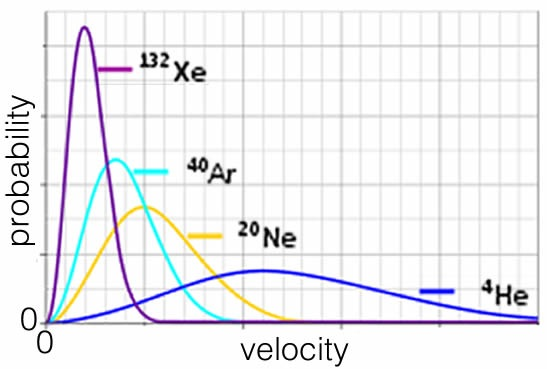 ¹³²Xe
⁴⁰Ar
²⁰Ne
⁴He
probability
0
0
velocity